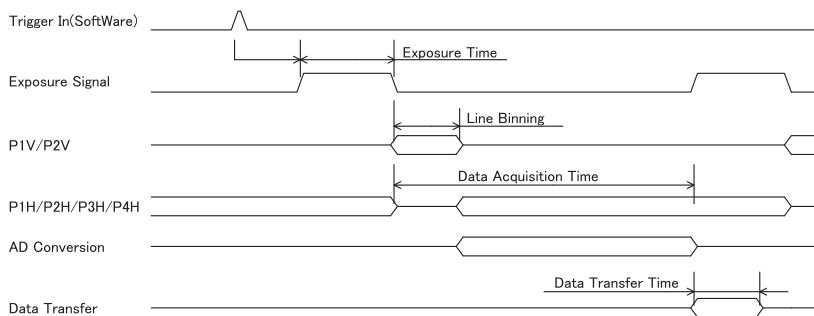 Trigger In(SoftWare)
Exposure Time
Exposure Signal
Line Binning
P1V/P2V
Data Acquisition Time
P1H/P2H/P3H/P4H
AD Conversion
Data Transfer Time
Data Transfer